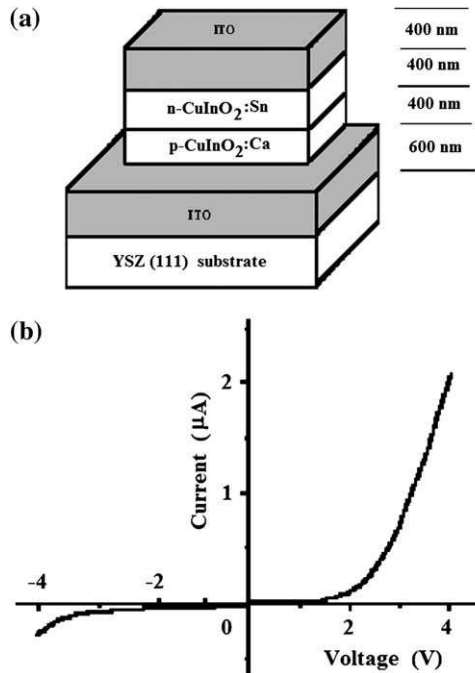 (a)
ITO
400 nm
400 nm
n-CuInO2:Sn
400 nm
p-CuInO2:Ca
600 nm
ITO
YSZ (111) substrate
(b)
Current (μA)
2
1
-4
-2
0
2
4
Voltage (V)